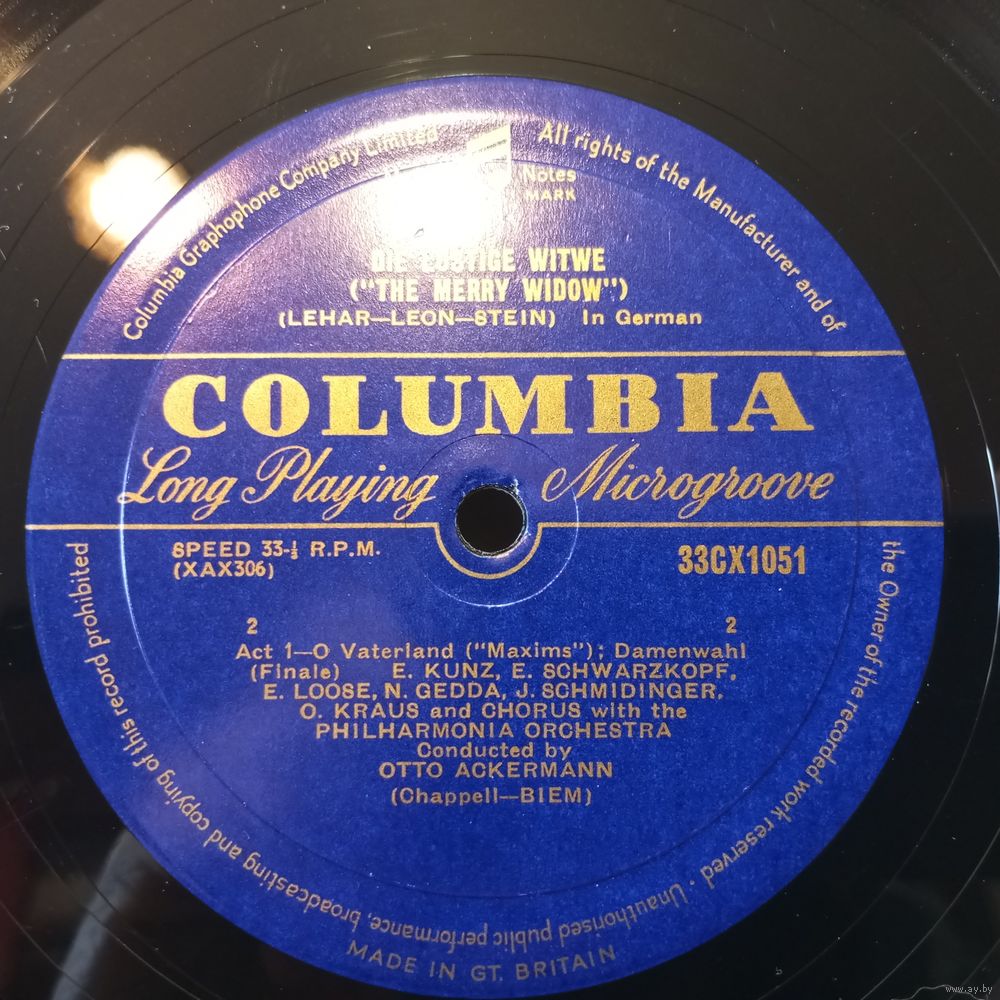 Columbia Graphophone Company Limited
All rights of the Manufacturer and of
the Owner of the recorded work reserved · Unauthorised public performance, broadcasting and copying of this record prohibited
Notes
MARK
WITWE
("THE MERRY WIDOW")
(LEHAR—LEON—STEIN) In German
COLUMBIA
Long Playing Microgroove
SPEED 33-⅓ R.P.M.
(XAX306)
33CX1051
2 2
Act 1—O Vaterland ("Maxims"); Damenwahl
(Finale) E. KUNZ, E. SCHWARZKOPF,
E. LOOSE, N. GEDDA, J. SCHMIDINGER,
O. KRAUS and CHORUS with the
PHILHARMONIA ORCHESTRA
Conducted by
OTTO ACKERMANN
(Chappell—BIEM)
MADE IN GT. BRITAIN
www.ay.by